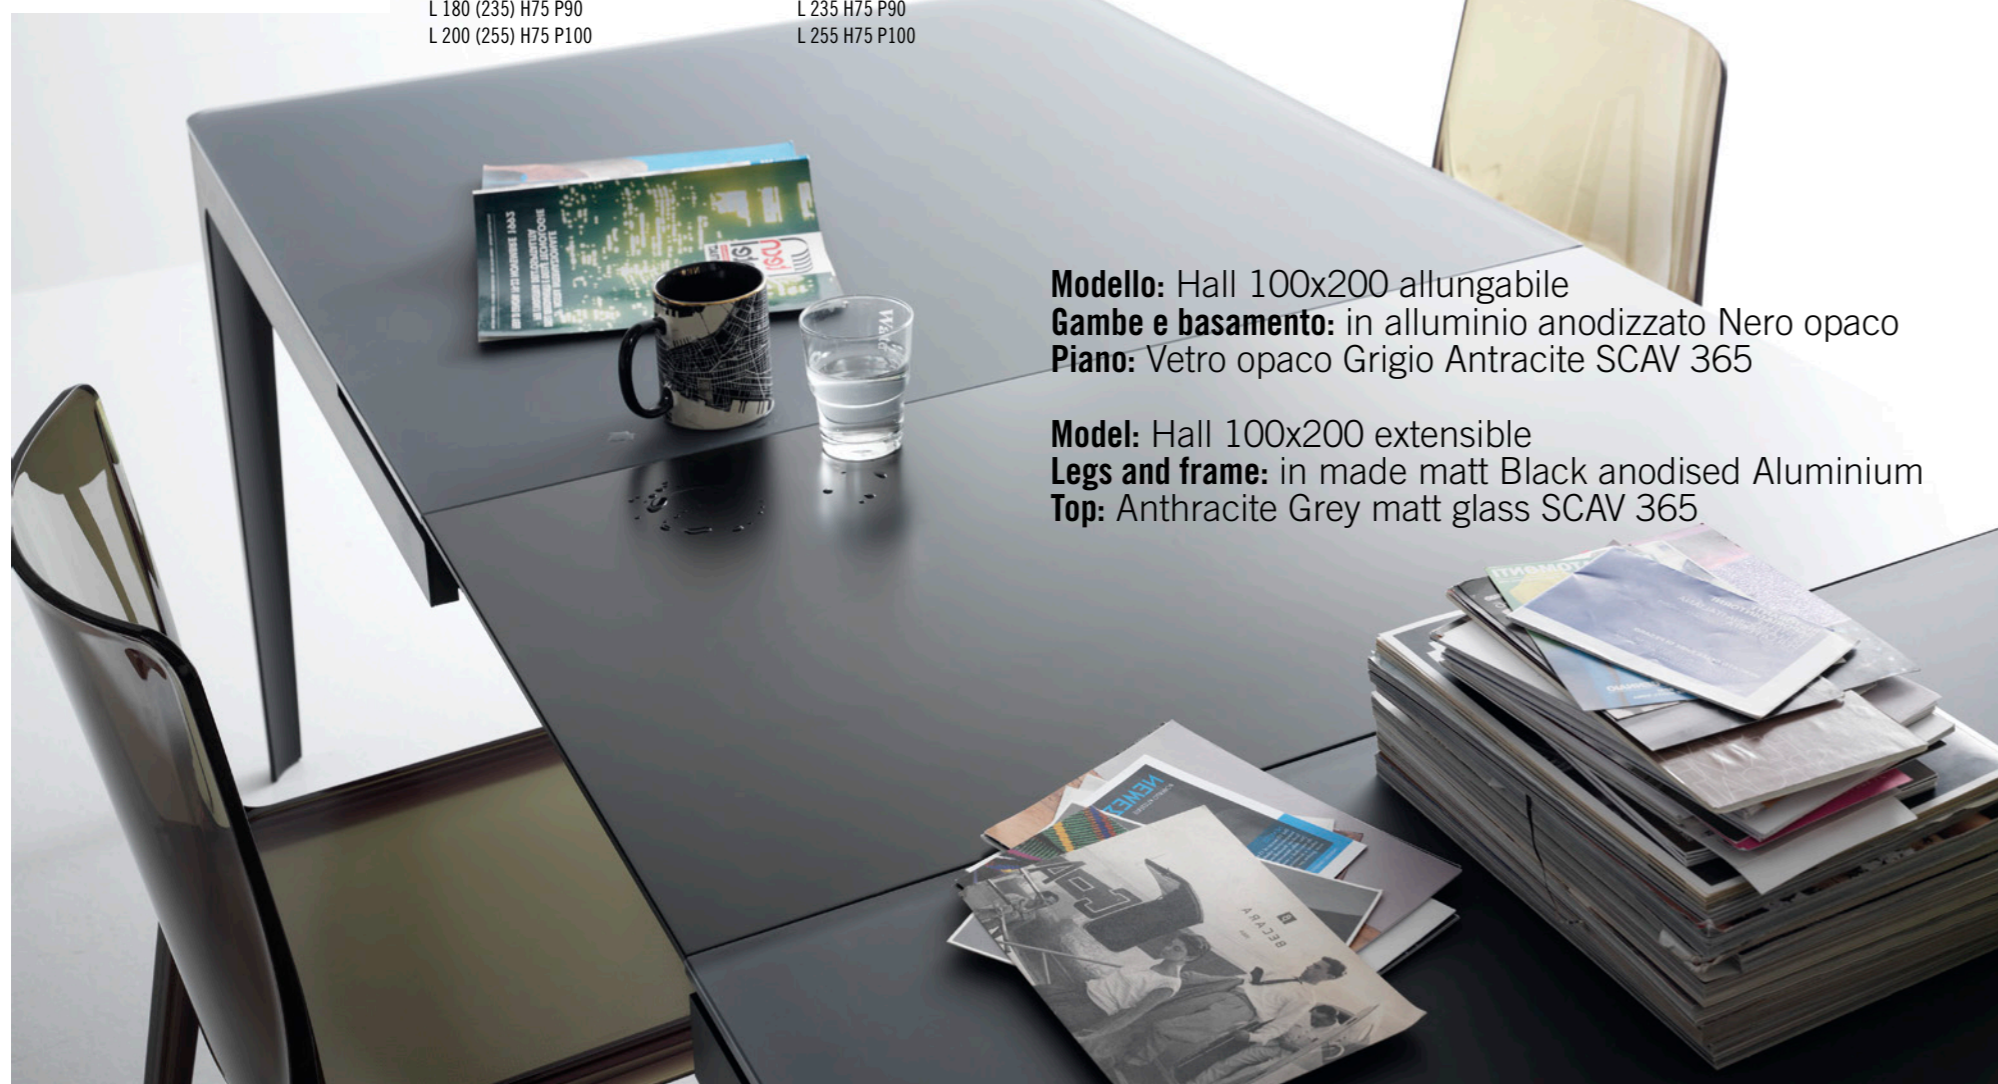 L 180 (235) H75 P90
L 200 (255) H75 P100
L 235 H75 P90
L 255 H75 P100
Modello: Hall 100x200 allungabile
Gambe e basamento: in alluminio anodizzato Nero opaco
Piano: Vetro opaco Grigio Antracite SCAV 365
Model: Hall 100x200 extensible
Legs and frame: in made matt Black anodised Aluminium
Top: Anthracite Grey matt glass SCAV 365
BECARA